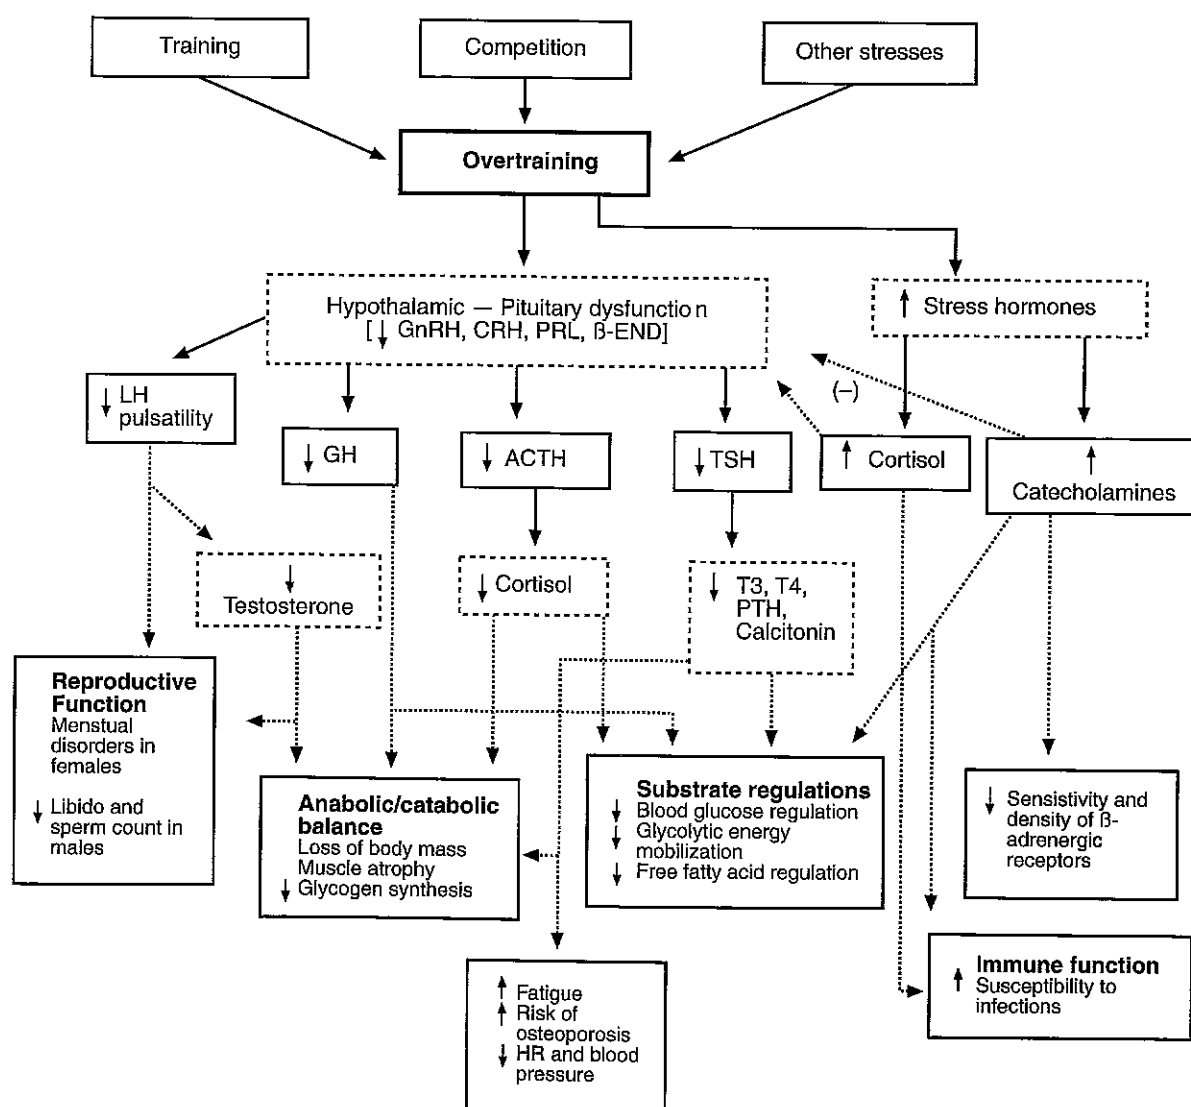 Training
Competition
Other stresses
Overtraining
Hypothalamic — Pituitary dysfunction
[↓ GnRH, CRH, PRL, ß-END]
↑ Stress hormones
(–)
↓ LH
pulsatility
↓ GH
↓ ACTH
↓ TSH
↑ Cortisol
↑
Catecholamines
↓
Testosterone
↓ Cortisol
↓ T3, T4,
PTH,
Calcitonin
Reproductive
Function
Menstual
disorders in
females
↓ Libido and
sperm count in
males
Anabolic/catabolic
balance
Loss of body mass
Muscle atrophy
↓ Glycogen synthesis
Substrate regulations
↓ Blood glucose regulation
↓ Glycolytic energy
mobilization
↓ Free fatty acid regulation
↓ Sensistivity and
density of ß-
adrenergic
receptors
↑ Fatigue
↑ Risk of
osteoporosis
↓ HR and blood
pressure
Immune function
↑ Susceptibility to
infections